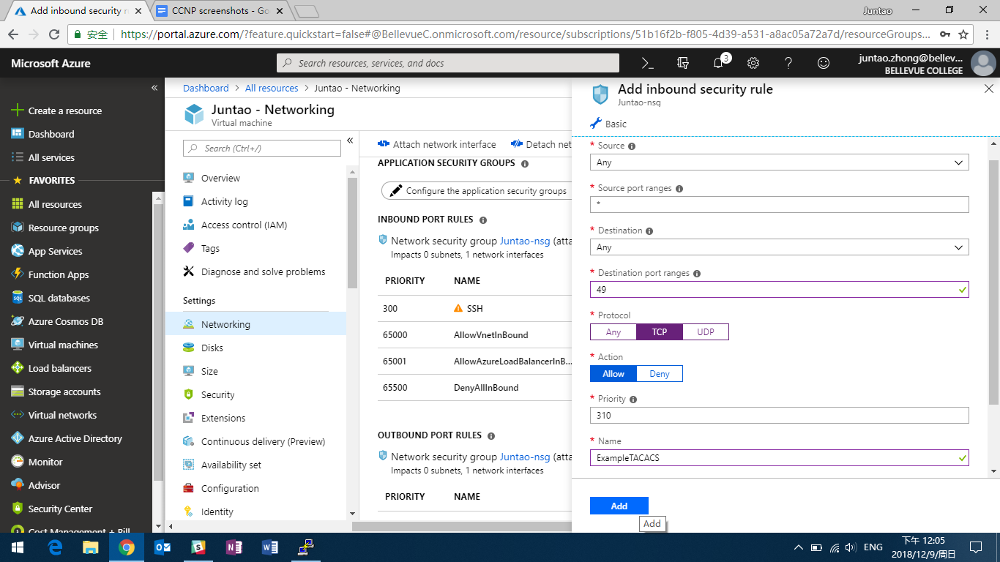 Add inbound security r
CCNP screenshots - Go
Juntao
安全
https://portal.azure.com/?feature.quickstart=false#@BellevueC.onmicrosoft.com/resource/subscriptions/51b16f2b-f805-4d39-a531-a8ac05a72a7d/resourceGroups...
Microsoft Azure
Search resources, services, and docs
3
juntao.zhong@bellev...
BELLEVUE COLLEGE
Create a resource
Dashboard
All services
FAVORITES
All resources
Resource groups
App Services
Function Apps
SQL databases
Azure Cosmos DB
Virtual machines
Load balancers
Storage accounts
Virtual networks
Azure Active Directory
Monitor
Advisor
Security Center
Cost Management + Bill
Dashboard > All resources > Juntao - Networking
Juntao - Networking
Virtual machine
Search (Ctrl+/)
Overview
Activity log
Access control (IAM)
Tags
Diagnose and solve problems
Settings
Networking
Disks
Size
Security
Extensions
Continuous delivery (Preview)
Availability set
Configuration
Identity
Attach network interface Detach net
APPLICATION SECURITY GROUPS
Configure the application security groups
INBOUND PORT RULES
Network security group Juntao-nsg (atta
Impacts 0 subnets, 1 network interfaces
PRIORITY NAME
300 SSH
65000 AllowVnetInBound
65001 AllowAzureLoadBalancerInB...
65500 DenyAllInBound
OUTBOUND PORT RULES
Network security group Juntao-nsg (atta
Impacts 0 subnets, 1 network interfaces
PRIORITY NAME
Add inbound security rule
Juntao-nsg
Basic
* Source
Any
* Source port ranges
*
* Destination
Any
* Destination port ranges
49
* Protocol
Any TCP UDP
* Action
Allow Deny
* Priority
310
* Name
ExampleTACACS
Add
Add
ENG
下午 12:05
2018/12/9/周日